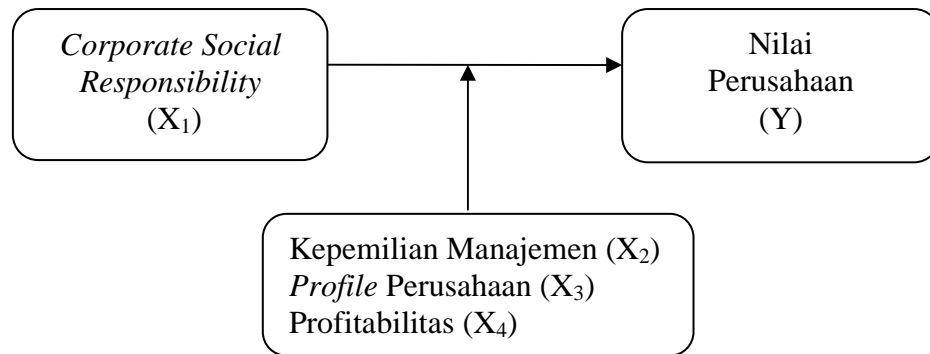 Corporate Social
Responsibility
(X₁)
Nilai
Perusahaan
(Y)
Kepemilian Manajemen (X₂)
Profile Perusahaan (X₃)
Profitabilitas (X₄)